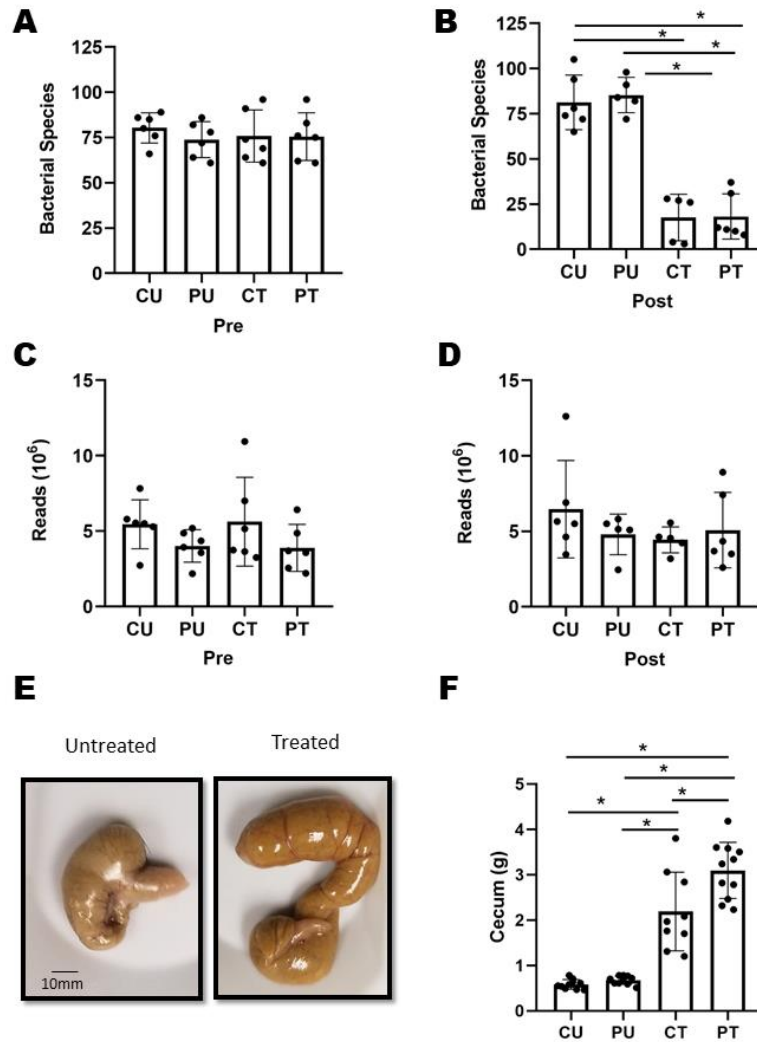 A
B
125
100
75
50
25
0
Bacterial Species
CU PU CT PT
Pre
125
100
75
50
25
0
Bacterial Species
* * * *
CU PU CT PT
Post
C
D
15
10
5
0
Reads (10⁶)
CU PU CT PT
Pre
15
10
5
0
Reads (10⁶)
CU PU CT PT
Post
E
F
Untreated Treated
10mm
5
4
3
2
1
0
Cecum (g)
* * * * *
CU PU CT PT